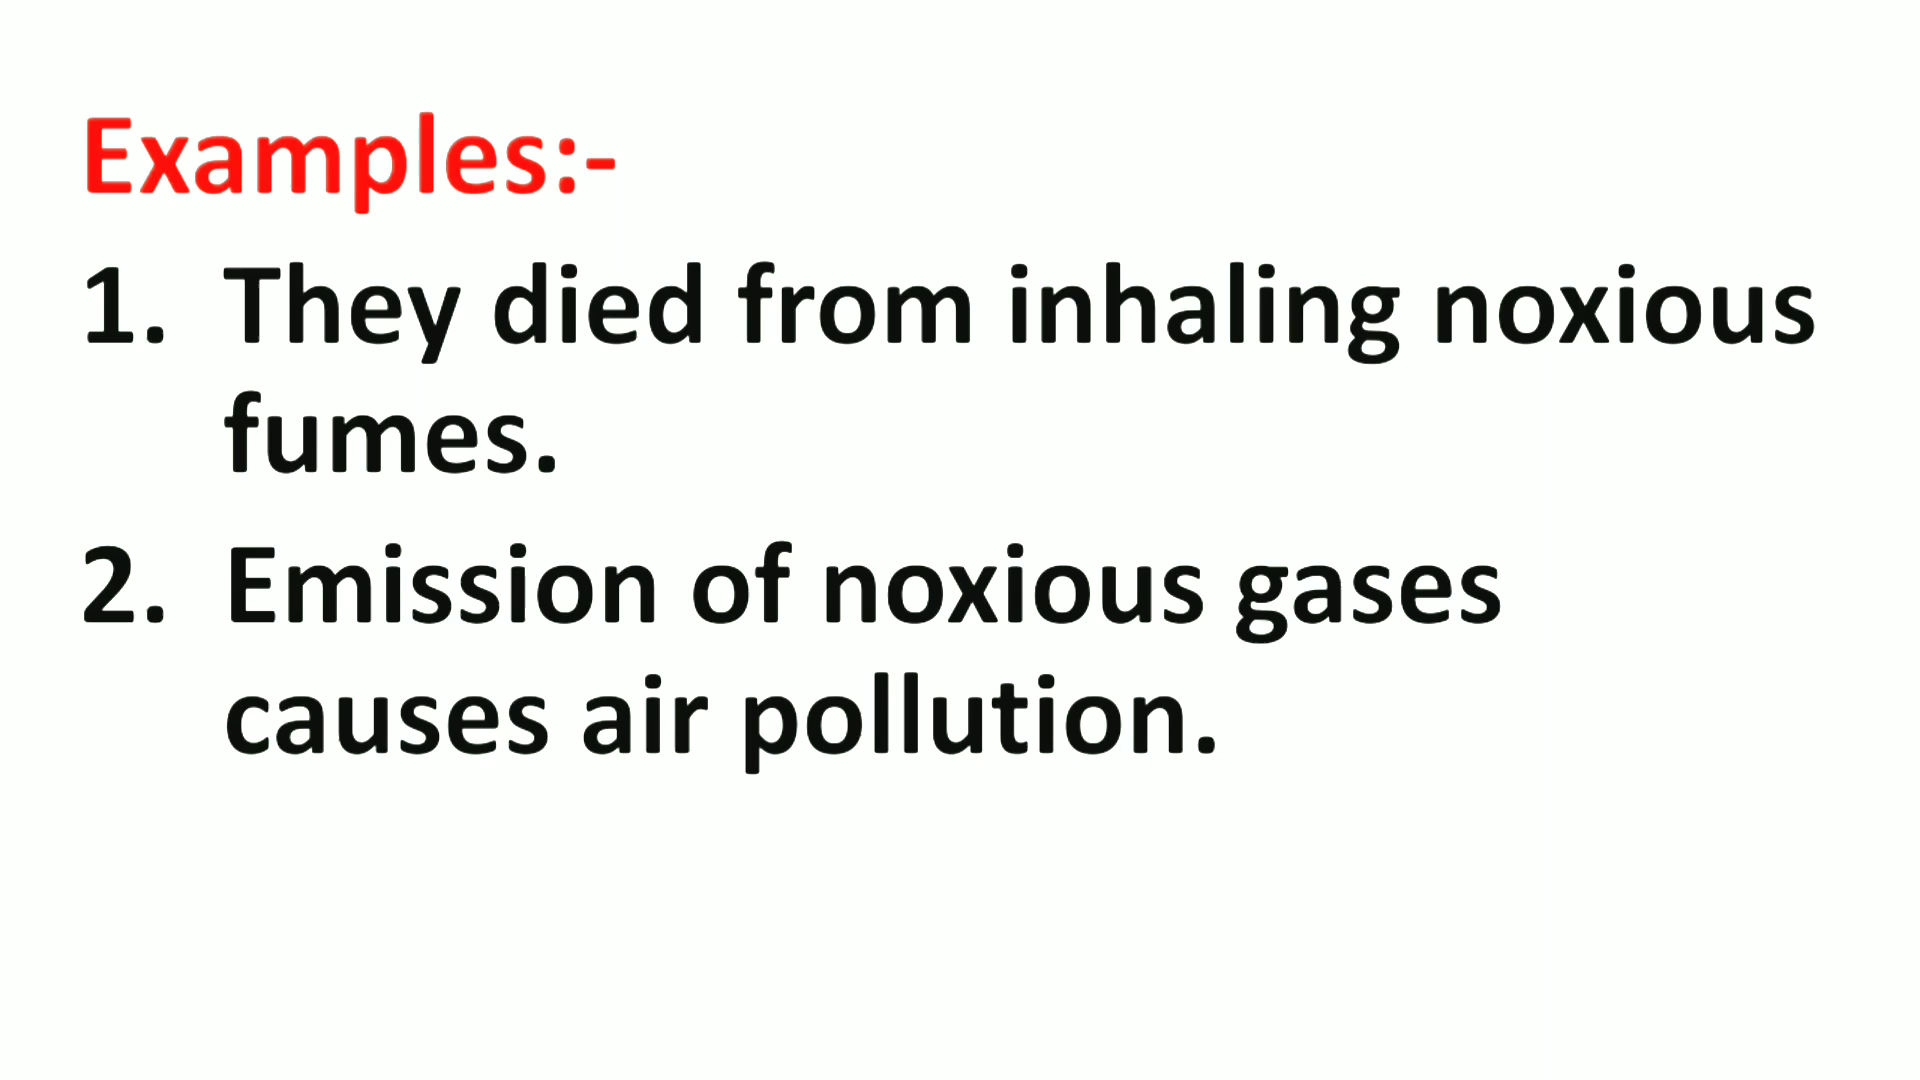 Examples:-
1. They died from inhaling noxious
fumes.
2. Emission of noxious gases
causes air pollution.